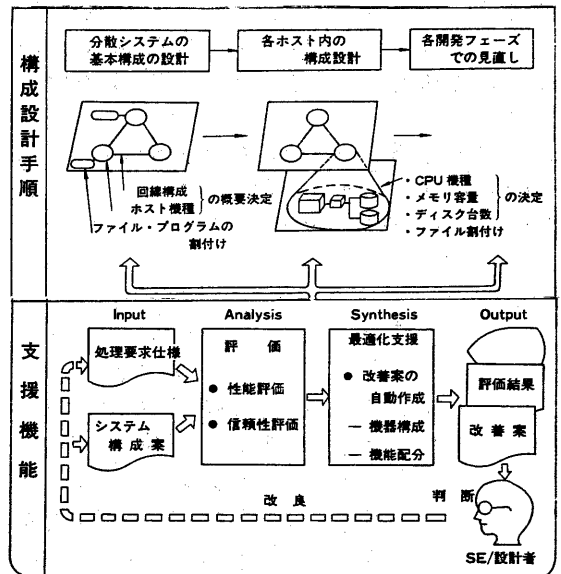 構成設計手順
分散システムの
基本構成の設計
各ホスト内の
構成設計
各開発フェーズ
での見直し
回線構成
ホスト機種
の概要決定
ファイル・プログラムの
割付け
・CPU機種
・メモリ容量
・ディスク台数
・ファイル割付け
の決定
支援機能
Input
Analysis
Synthesis
Output
処理要求仕様
システム
構成案
評価
● 性能評価
● 信頼性評価
最適化支援
● 改善案の
自動作成
― 機器構成
― 機能配分
評価結果
改善案
改良
判断
SE/設計者